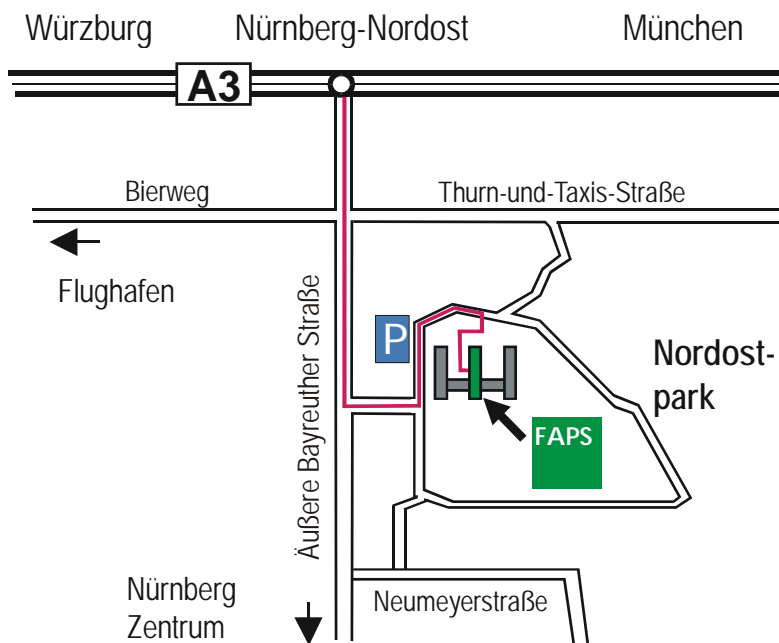 Würzburg
Nürnberg-Nordost
München
A3
Bierweg
Thurn-und-Taxis-Straße
Flughafen
Äußere Bayreuther Straße
P
Nordost-
park
FAPS
Nürnberg
Zentrum
Neumeyerstraße